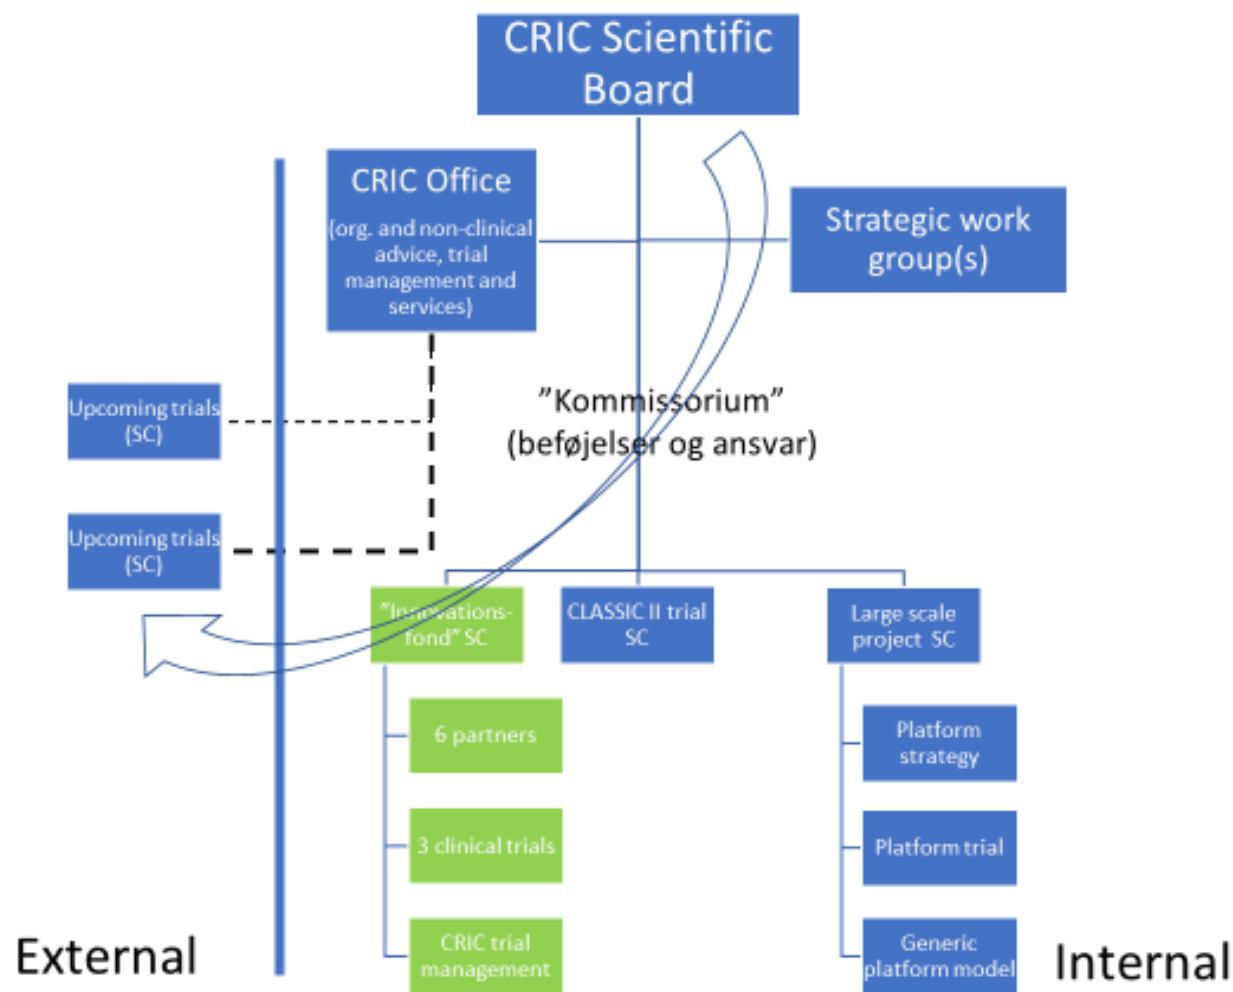 CRIC Scientific
Board
CRIC Office
(org. and non-clinical
advice, trial
management and
services)
Strategic work
group(s)
Upcoming trials
(SC)
”Kommissorium”
(beføjelser og ansvar)
Upcoming trials
(SC)
”Innovations-
fond” SC
CLASSIC II trial
SC
Large scale
project SC
6 partners
Platform
strategy
3 clinical trials
Platform trial
CRIC trial
management
Generic
platform model
External
Internal